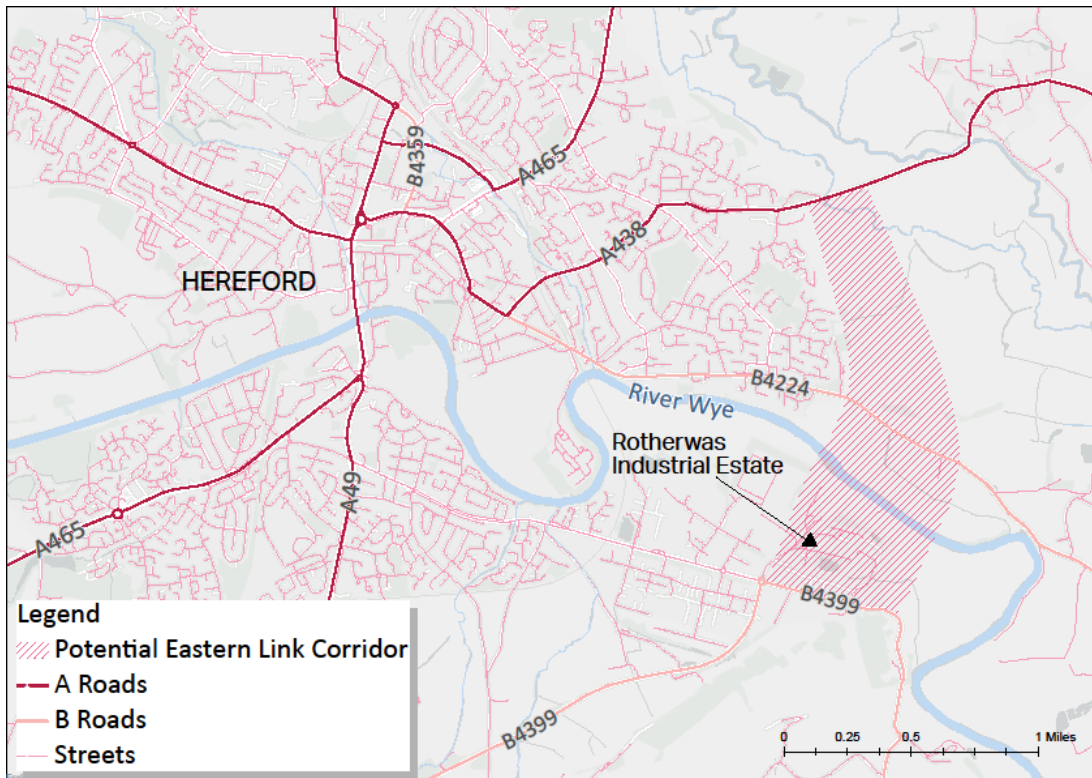 B4359
A465
A438
HEREFORD
B4224
River Wye
Rotherwas
Industrial Estate
A49
A465
B4399
B4399
Legend
Potential Eastern Link Corridor
A Roads
B Roads
Streets
0 0.25 0.5 1 Miles